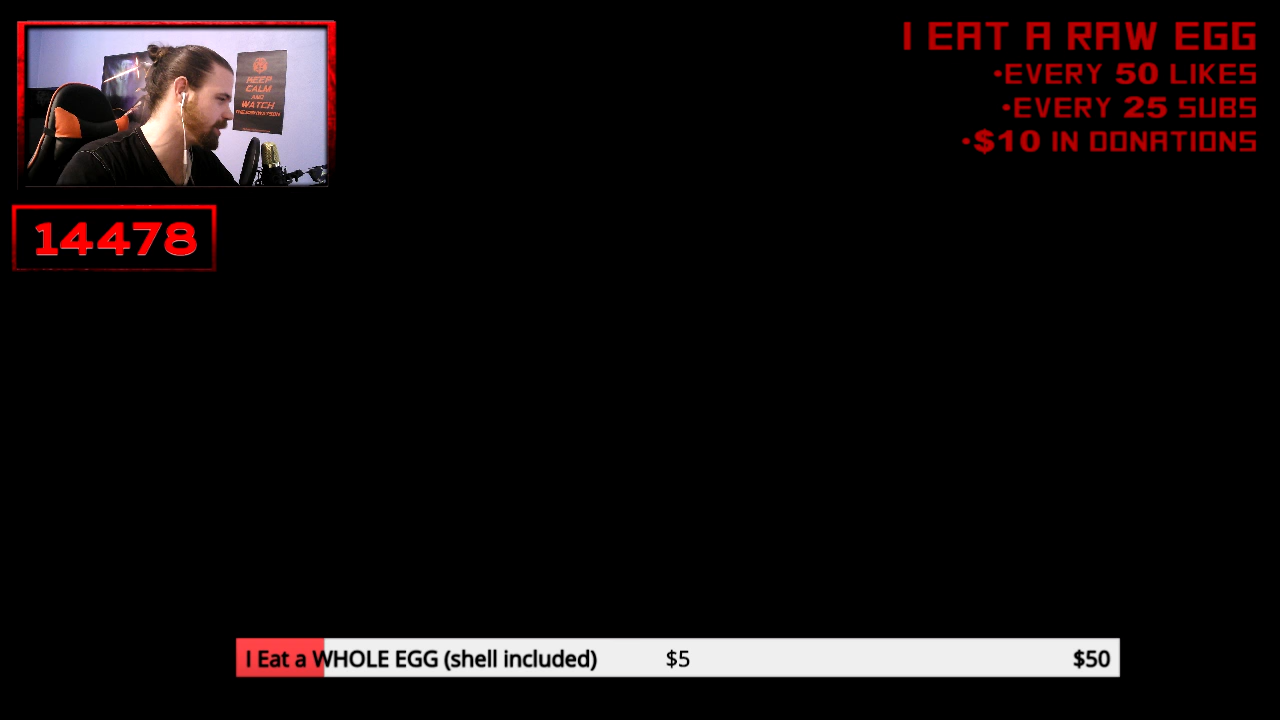 I EAT A RAW EGG
•EVERY 50 LIKES
•EVERY 25 SUBS
•$10 IN DONATIONS
KEEP
CALM
AND
WATCH
14478
I Eat a WHOLE EGG (shell included) $5 $50